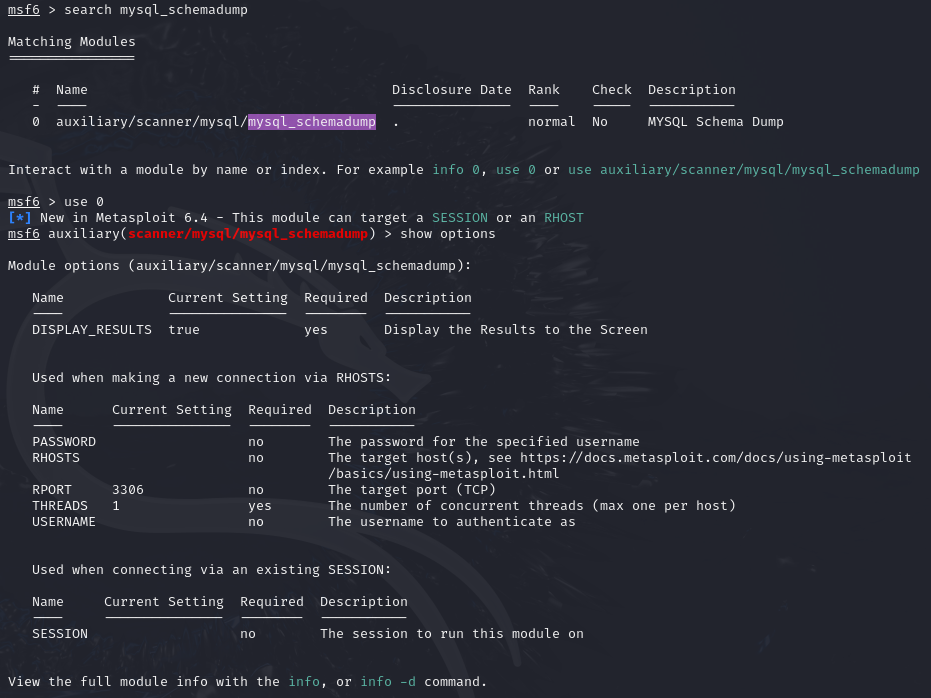 msf6 > search mysql_schemadump
Matching Modules
================
# Name Disclosure Date Rank Check Description
- ---- --------------- ---- ----- -----------
0 auxiliary/scanner/mysql/mysql_schemadump . normal No MYSQL Schema Dump
Interact with a module by name or index. For example info 0, use 0 or use auxiliary/scanner/mysql/mysql_schemadump
msf6 > use 0
[*] New in Metasploit 6.4 - This module can target a SESSION or an RHOST
msf6 auxiliary(scanner/mysql/mysql_schemadump) > show options
Module options (auxiliary/scanner/mysql/mysql_schemadump):
Name Current Setting Required Description
---- --------------- -------- -----------
DISPLAY_RESULTS true yes Display the Results to the Screen
Used when making a new connection via RHOSTS:
Name Current Setting Required Description
---- --------------- -------- -----------
PASSWORD no The password for the specified username
RHOSTS no The target host(s), see https://docs.metasploit.com/docs/using-metasploit
/basics/using-metasploit.html
RPORT 3306 no The target port (TCP)
THREADS 1 yes The number of concurrent threads (max one per host)
USERNAME no The username to authenticate as
Used when connecting via an existing SESSION:
Name Current Setting Required Description
---- --------------- -------- -----------
SESSION no The session to run this module on
View the full module info with the info, or info -d command.